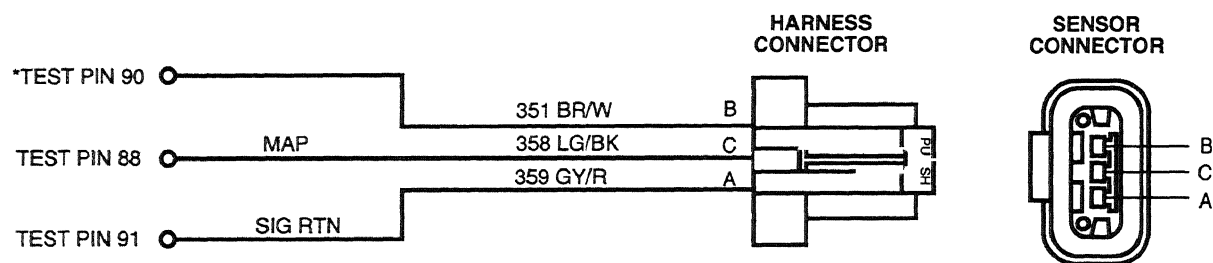 HARNESS
CONNECTOR
SENSOR
CONNECTOR
*TEST PIN 90
351 BR/W
B
MAP
358 LG/BK
C
TEST PIN 88
359 GY/R
A
SIG RTN
TEST PIN 91
PU SH
B
C
A